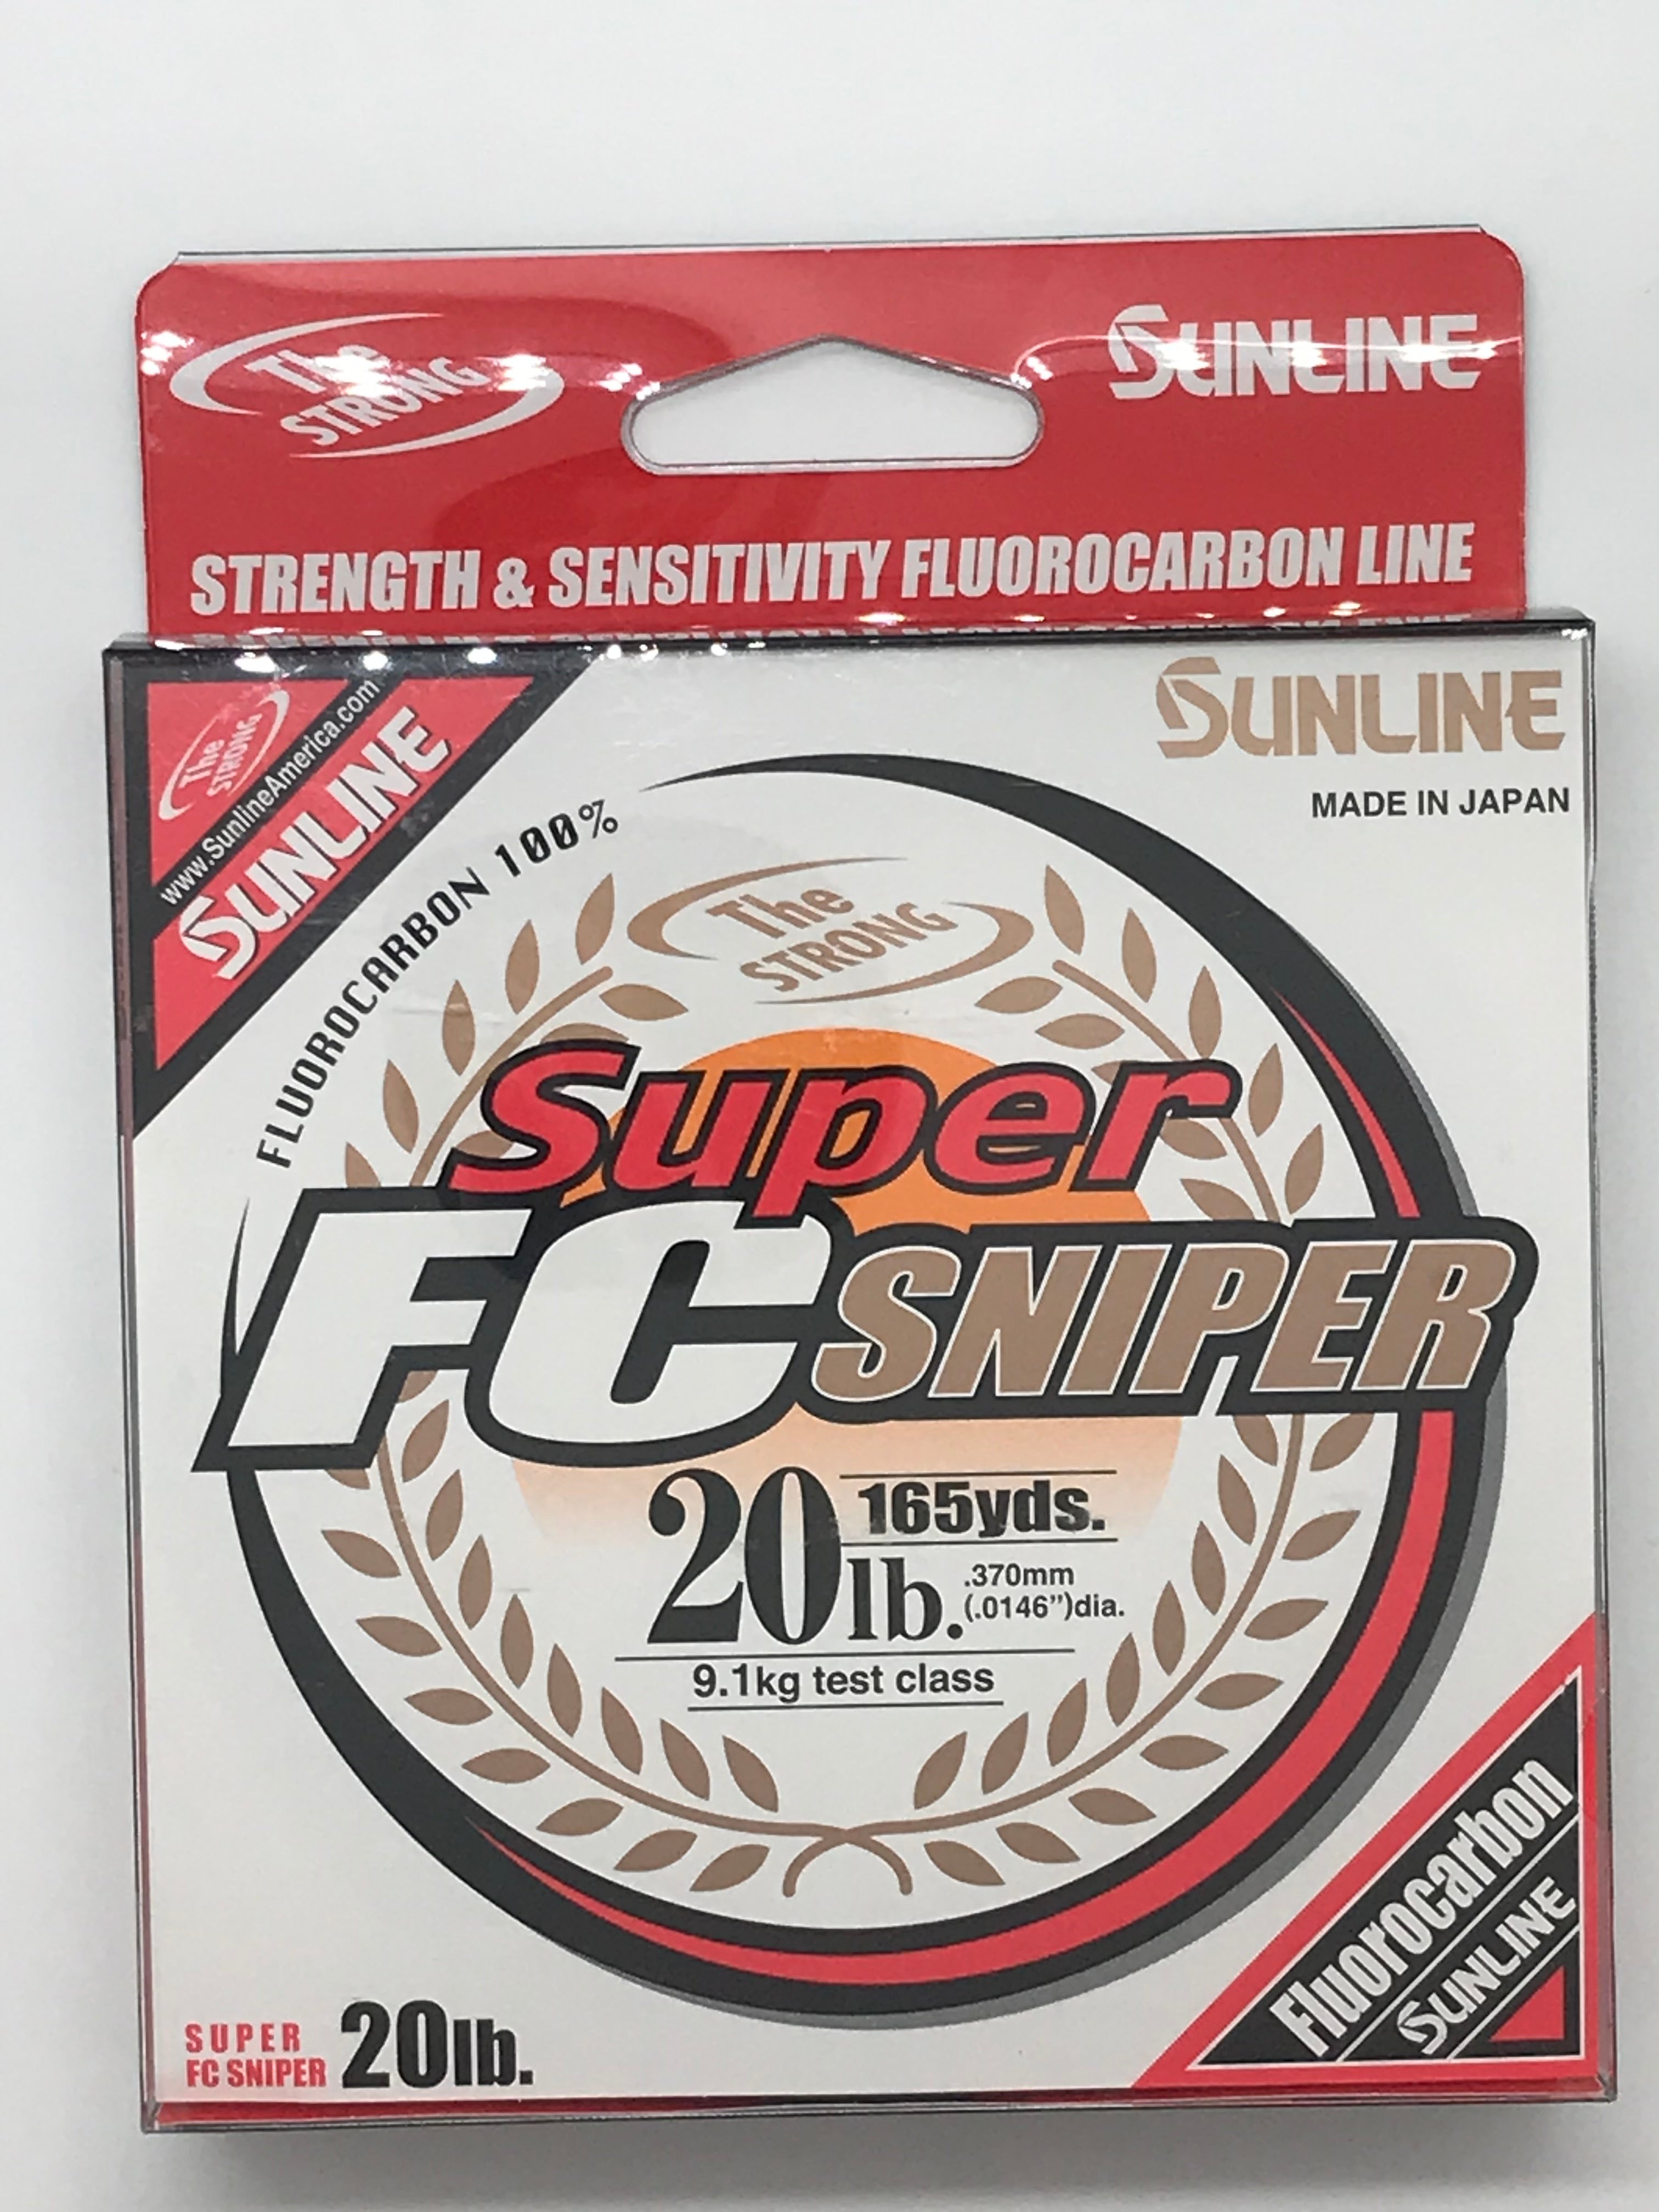 The
STRONG
SUNLINE
STRENGTH & SENSITIVITY FLUOROCARBON LINE
The
STRONG
www.SunlineAmerica.com
SUNLINE
SUNLINE
MADE IN JAPAN
FLUOROCARBON 100%
The
STRONG
Super
FC SNIPER
165yds.
20lb.
.370mm
(.0146”)dia.
9.1kg test class
Fluorocarbon
SUNLINE
SUPER
FC SNIPER 20lb.